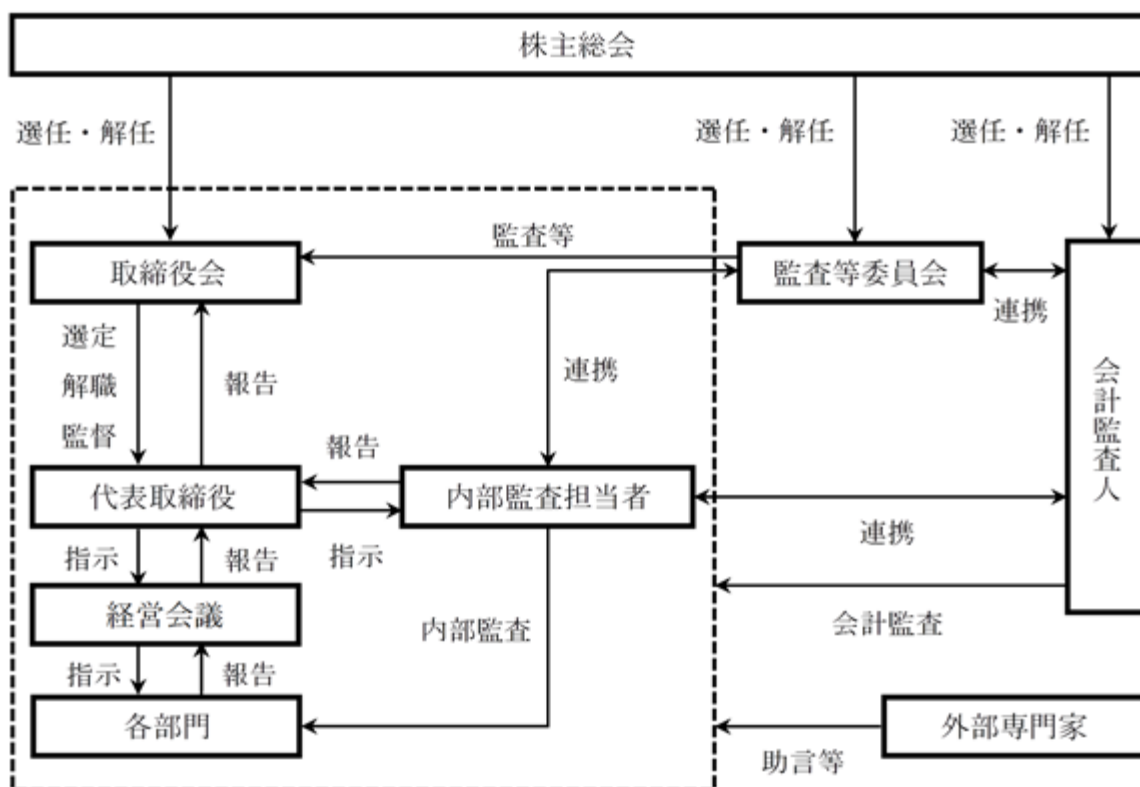 株主総会
選任・解任
選任・解任
選任・解任
監査等
取締役会
監査等委員会
連携
選定
解職
監督
報告
連携
会計監査人
報告
代表取締役
内部監査担当者
指示
報告
指示
連携
経営会議
内部監査
会計監査
指示
報告
各部門
外部専門家
助言等